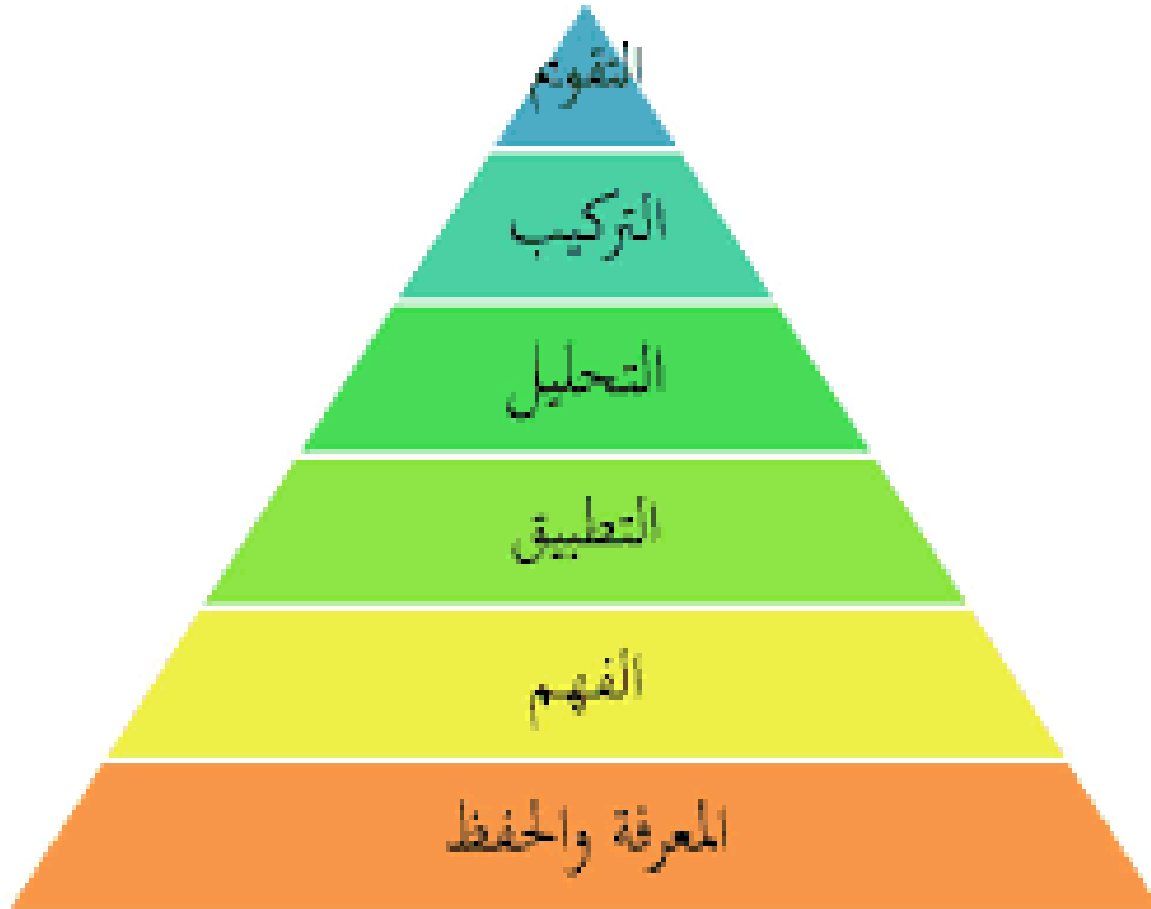 التقويم
التركيب
التحليل
التطبيق
الفهم
المعرفة والحفظ